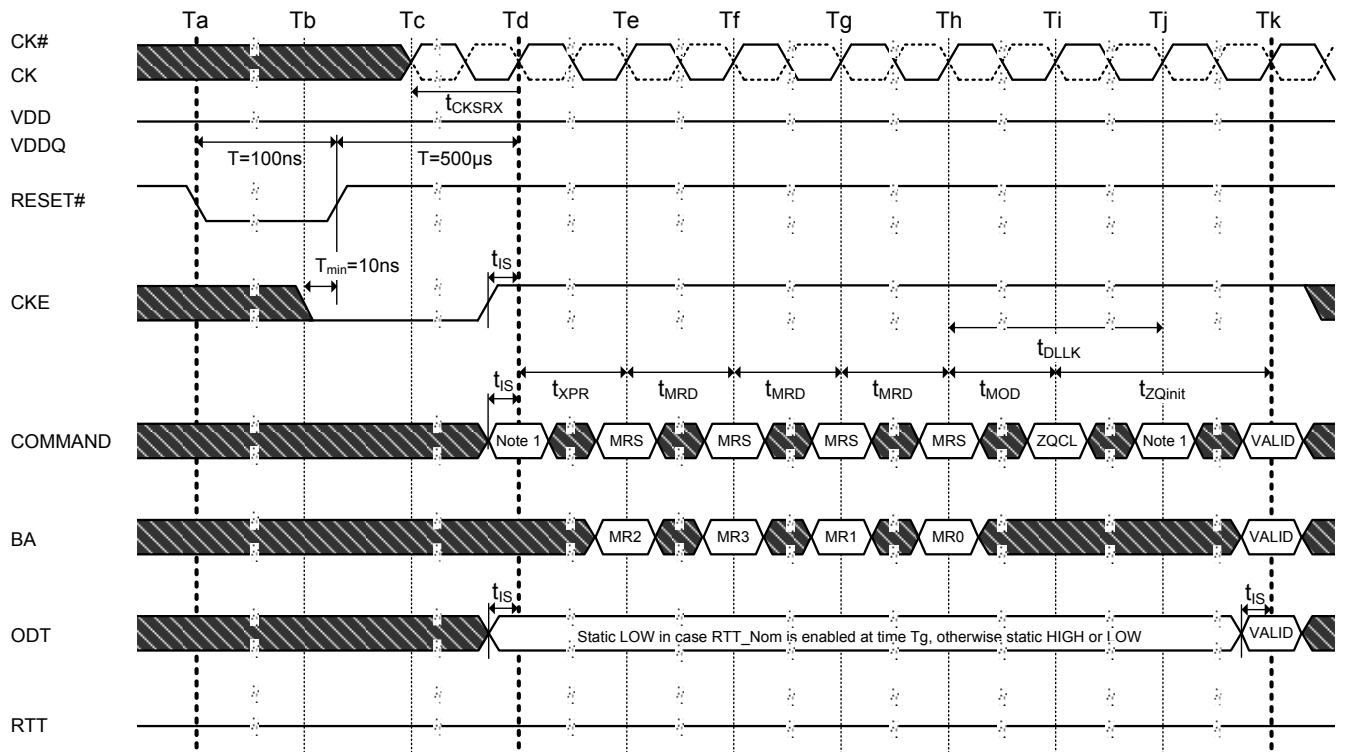 Ta Tb Tc Td Te Tf Tg Th Ti Tj Tk
CK#
CK
tCKSRX
VDD
VDDQ
T=100ns T=500µs
RESET#
Tmin=10ns tIS
CKE
tDLLK
tIS tXPR tMRD tMRD tMRD tMOD tZQinit
COMMAND Note 1 MRS MRS MRS MRS ZQCL Note 1 VALID
BA MR2 MR3 MR1 MR0 VALID
tIS tIS
ODT Static LOW in case RTT_Nom is enabled at time Tg, otherwise static HIGH or LOW VALID
RTT